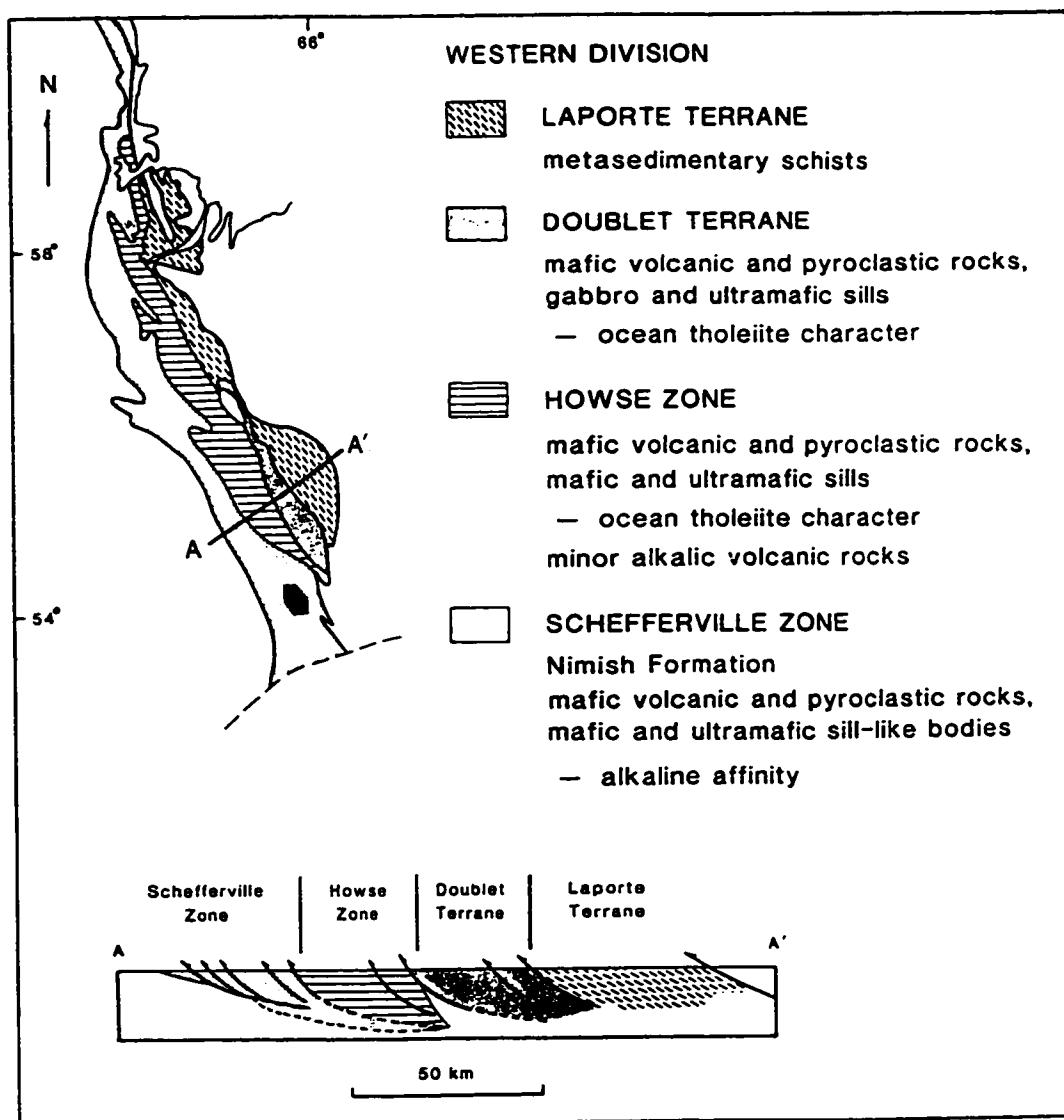 66°
N
58°
A'
A
54°
WESTERN DIVISION
LAPORTE TERRANE
metasedimentary schists
DOUBLET TERRANE
mafic volcanic and pyroclastic rocks,
gabbro and ultramafic sills
— ocean tholeiite character
HOWSE ZONE
mafic volcanic and pyroclastic rocks,
mafic and ultramafic sills
— ocean tholeiite character
minor alkalic volcanic rocks
SCHEFFERVILLE ZONE
Nimish Formation
mafic volcanic and pyroclastic rocks,
mafic and ultramafic sill-like bodies
— alkaline affinity
Schefferville
Zone
Howse
Zone
Doublet
Terrane
Laporte
Terrane
A
A'
50 km